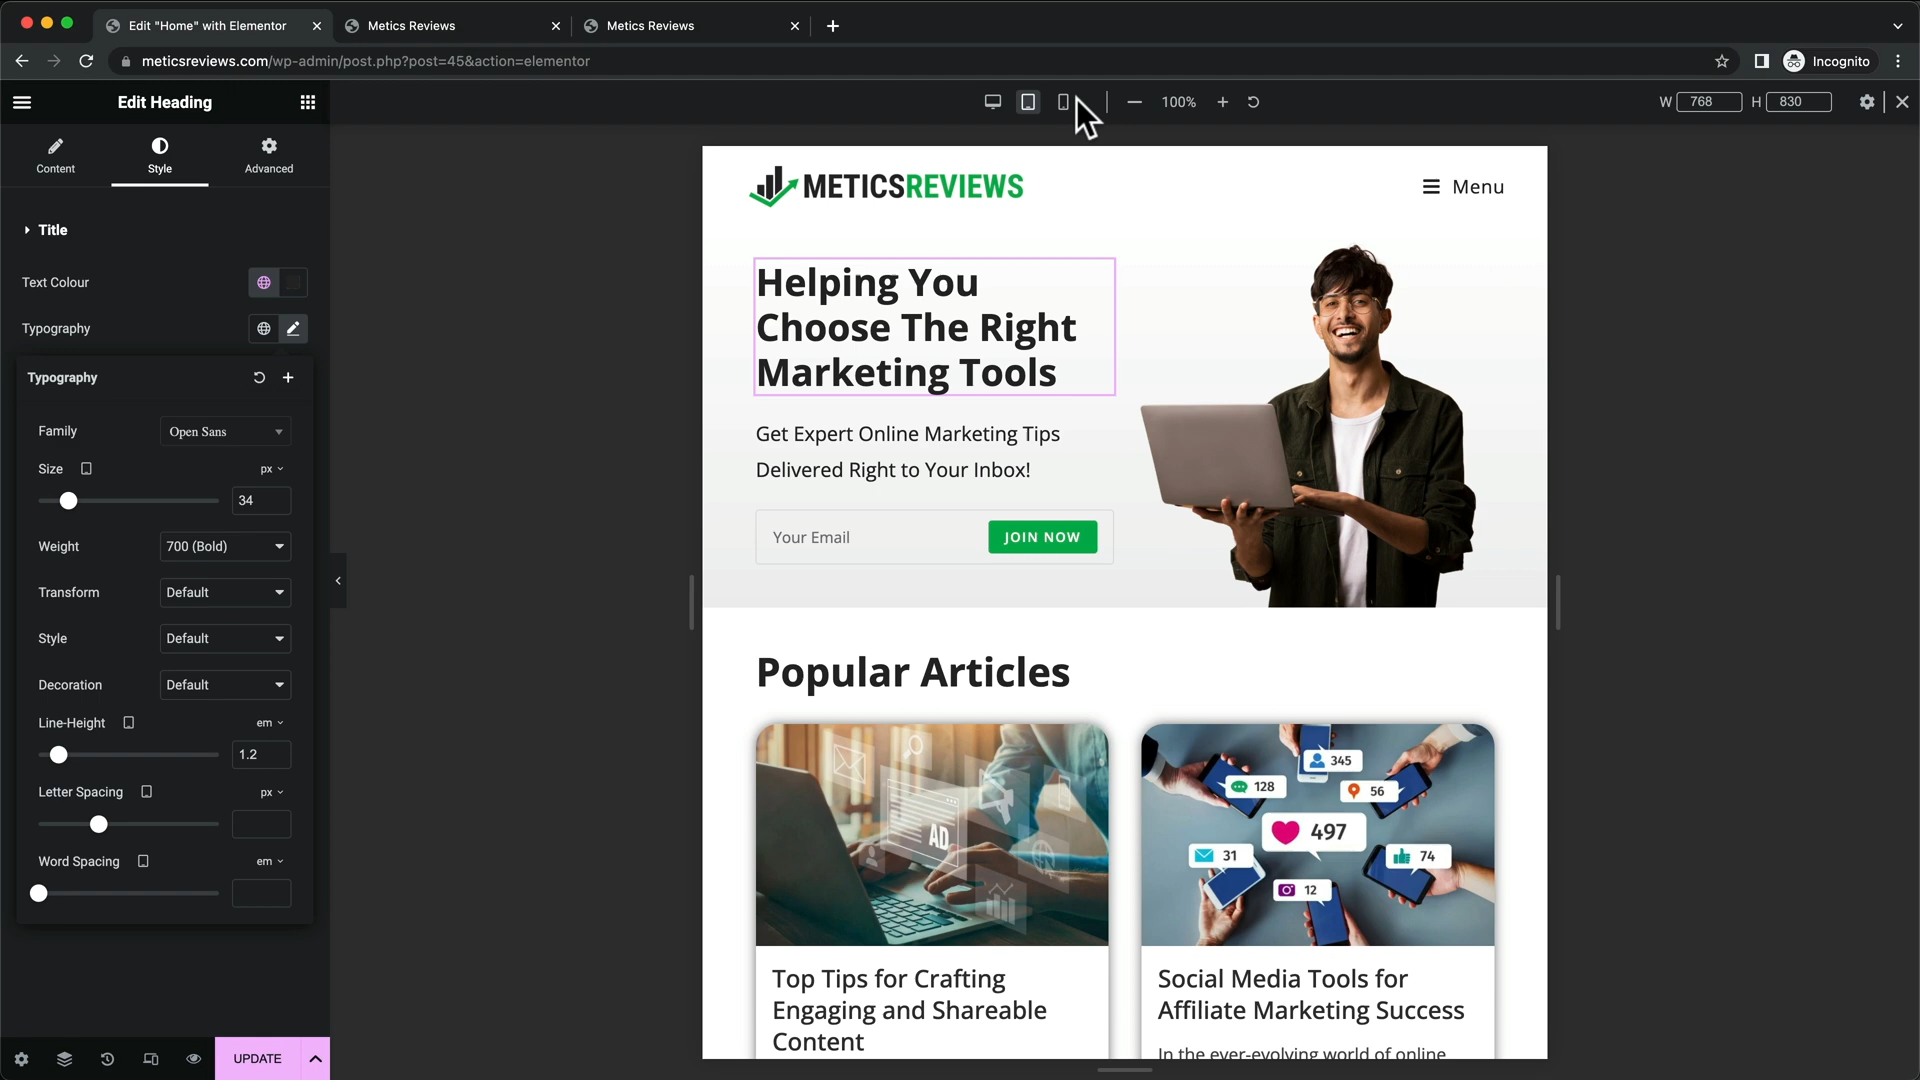 Edit "Home" with Elementor
Metics Reviews
Metics Reviews
meticsreviews.com/wp-admin/post.php?post=45&action=elementor
Incognito
Edit Heading
100%
W 768 H 830
Content
Style
Advanced
Title
Text Colour
Typography
Typography
Family
Open Sans
Size
px
34
Weight
700 (Bold)
Transform
Default
Style
Default
Decoration
Default
Line-Height
em
1.2
Letter Spacing
px
Word Spacing
em
UPDATE
METICSREVIEWS
Menu
Helping You
Choose The Right
Marketing Tools
Get Expert Online Marketing Tips
Delivered Right to Your Inbox!
Your Email
JOIN NOW
Popular Articles
AD
345
128
56
497
31
74
12
Top Tips for Crafting
Engaging and Shareable
Content
Social Media Tools for
Affiliate Marketing Success
In the ever-evolving world of online